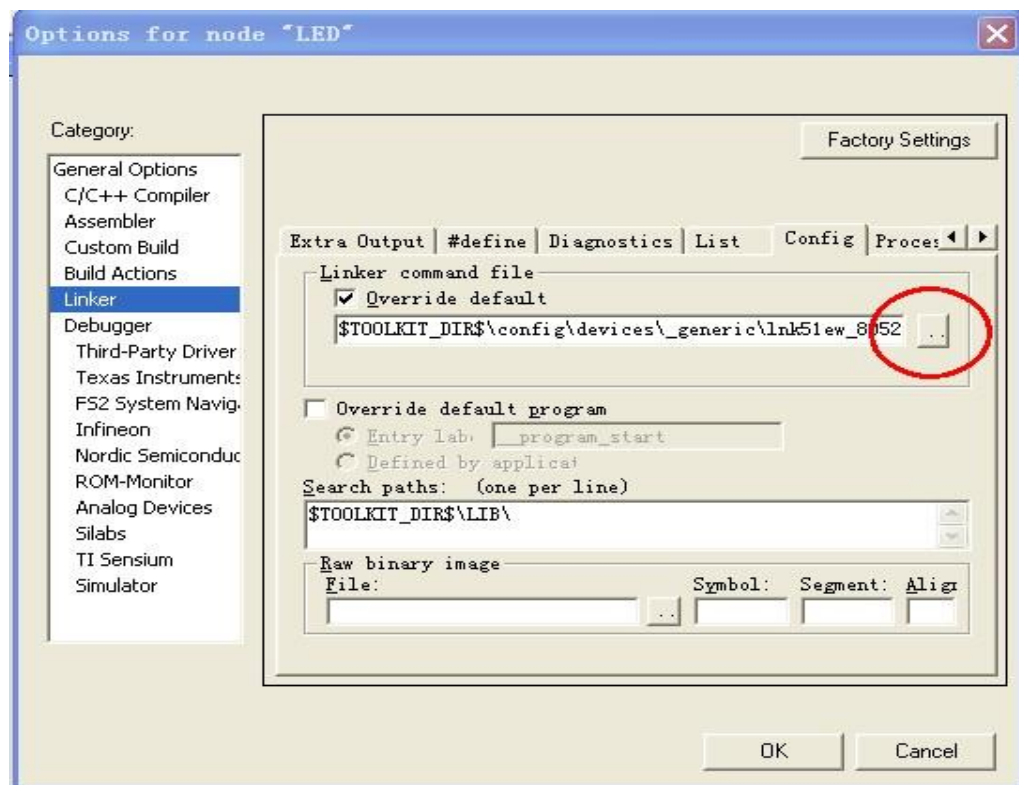 Options for node "LED"
Category:
Factory Settings
General Options
C/C++ Compiler
Assembler
Custom Build
Build Actions
Linker
Debugger
Third-Party Driver
Texas Instruments
FS2 System Navig
Infineon
Nordic Semiconduc
ROM-Monitor
Analog Devices
Silabs
TI Sensium
Simulator
Extra Output #define Diagnostics List Config Proces
Linker command file
Override default
$TOOLKIT_DIR$\config\devices\_generic\lnk51ew_8052
..
Override default program
Entry lab __program_start
Defined by applicat
Search paths: (one per line)
$TOOLKIT_DIR$\LIB\
Raw binary image
File: Symbol: Segment: Align
..
OK Cancel